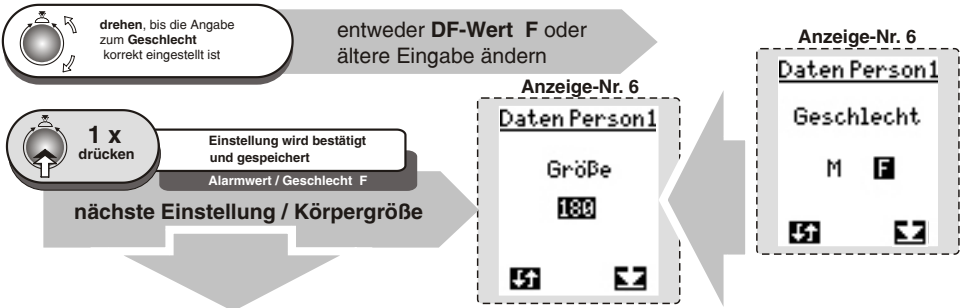 drehen, bis die Angabe
zum Geschlecht
korrekt eingestellt ist
entweder DF-Wert F oder
ältere Eingabe ändern
Anzeige-Nr. 6
Daten Person1
Geschlecht
M F
Anzeige-Nr. 6
Daten Person1
Größe
180
1 x
drücken
Einstellung wird bestätigt
und gespeichert
Alarmwert / Geschlecht F
nächste Einstellung / Körpergröße